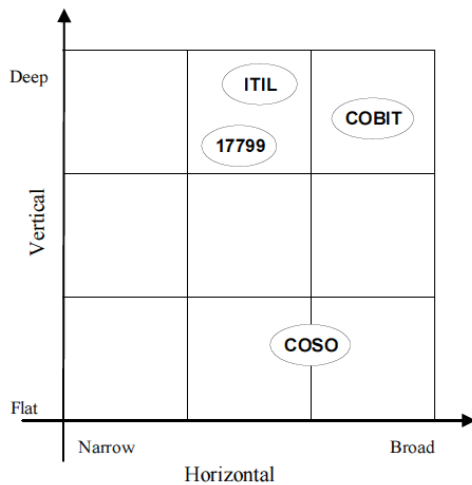 Deep
ITIL
COBIT
17799
Vertical
COSO
Flat
Narrow
Broad
Horizontal